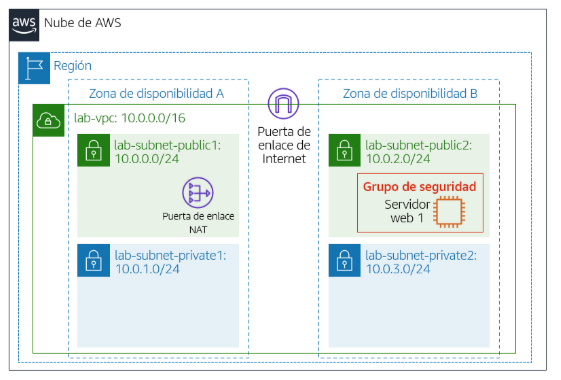 aws
Nube de AWS
Región
Zona de disponibilidad A
Zona de disponibilidad B
lab-vpc: 10.0.0.0/16
Puerta de
enlace de
Internet
lab-subnet-public1:
10.0.0.0/24
Puerta de enlace
NAT
lab-subnet-public2:
10.0.2.0/24
Grupo de seguridad
Servidor
web 1
lab-subnet-private1:
10.0.1.0/24
lab-subnet-private2:
10.0.3.0/24